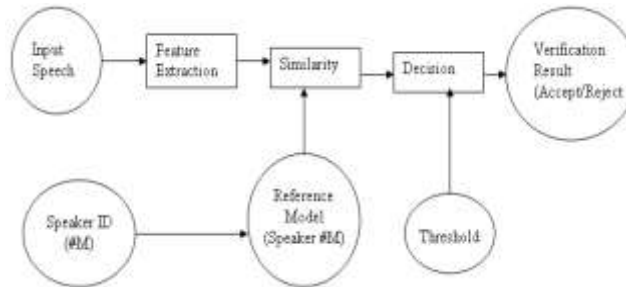 Input
Speech
Feature
Extraction
Similarity
Decision
Verification
Result
(Accept/Reject
Speaker ID
(#M)
Reference
Model
(Speaker #M)
Threshold